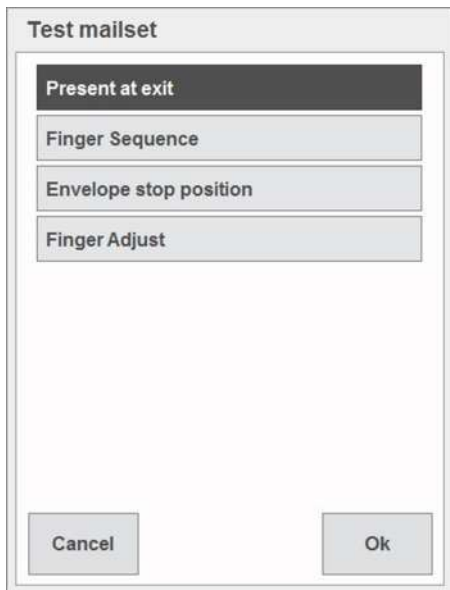 Test mailset
Present at exit
Finger Sequence
Envelope stop position
Finger Adjust
Cancel Ok